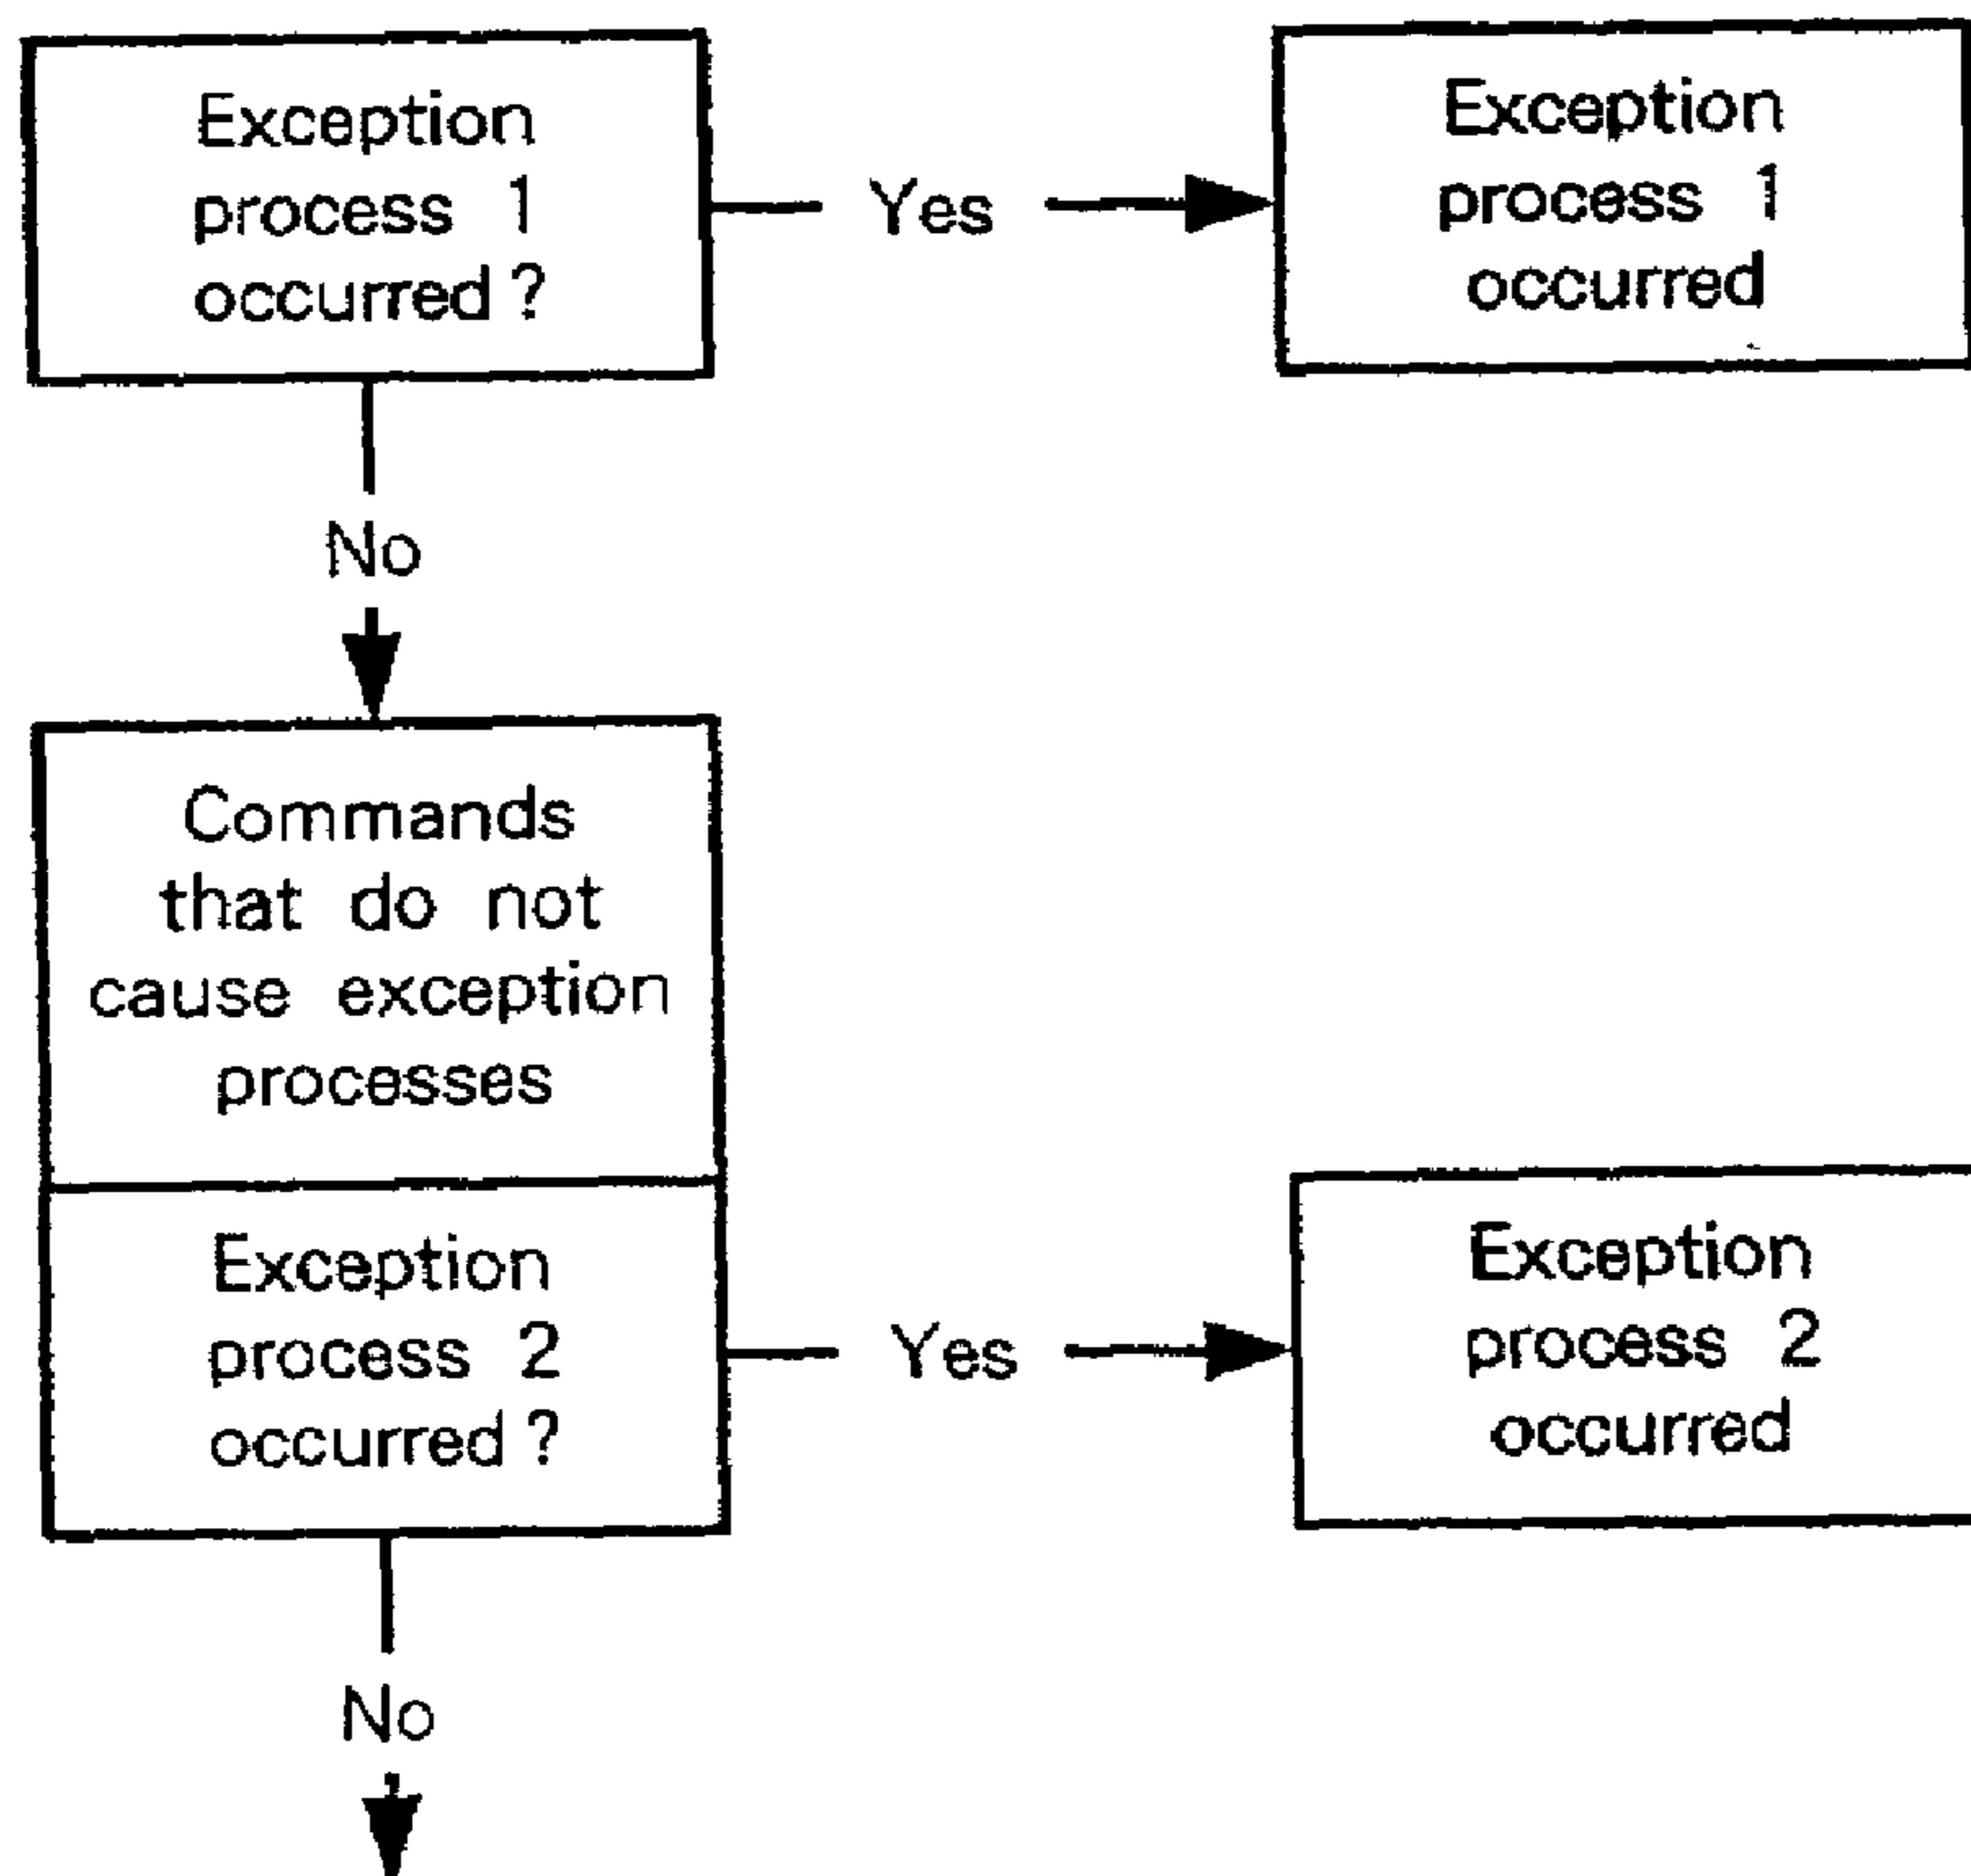 Exception
process 1
occurred?
Yes
Exception
process 1
occurred
No
Commands
that do not
cause exception
processes
Exception
process 2
occurred?
Yes
Exception
process 2
occurred
No